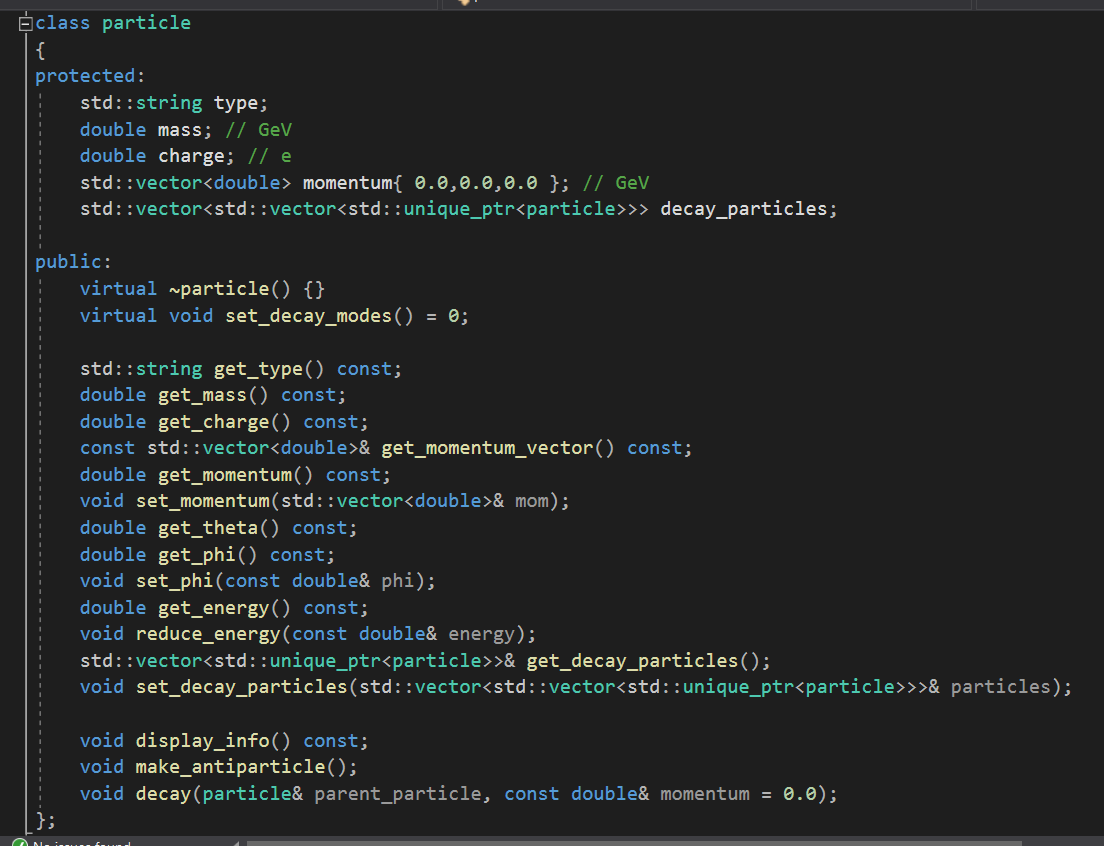 class particle
{
protected:
    std::string type;
    double mass; // GeV
    double charge; // e
    std::vector<double> momentum{ 0.0,0.0,0.0 }; // GeV
    std::vector<std::vector<std::unique_ptr<particle>>> decay_particles;
public:
    virtual ~particle() {}
    virtual void set_decay_modes() = 0;
    std::string get_type() const;
    double get_mass() const;
    double get_charge() const;
    const std::vector<double>& get_momentum_vector() const;
    double get_momentum() const;
    void set_momentum(std::vector<double>& mom);
    double get_theta() const;
    double get_phi() const;
    void set_phi(const double& phi);
    double get_energy() const;
    void reduce_energy(const double& energy);
    std::vector<std::unique_ptr<particle>>& get_decay_particles();
    void set_decay_particles(std::vector<std::vector<std::unique_ptr<particle>>>& particles);
    void display_info() const;
    void make_antiparticle();
    void decay(particle& parent_particle, const double& momentum = 0.0);
};
No issues found